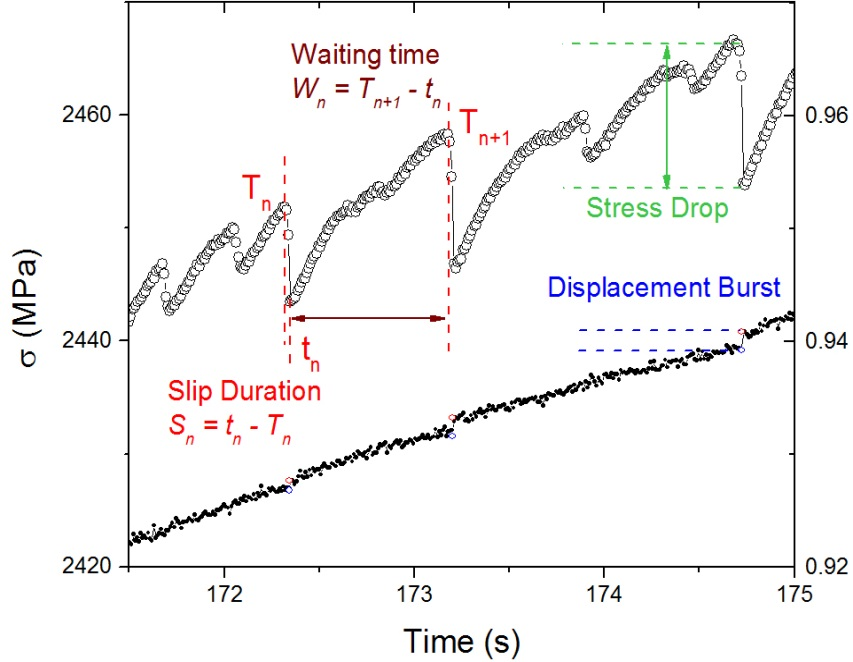 Waiting time
Wn = Tn+1 - tn
Tn
Tn+1
Stress Drop
Displacement Burst
tn
Slip Duration
Sn = tn - Tn
σ (MPa)
2460
2440
2420
0.96
0.94
0.92
172
173
174
175
Time (s)